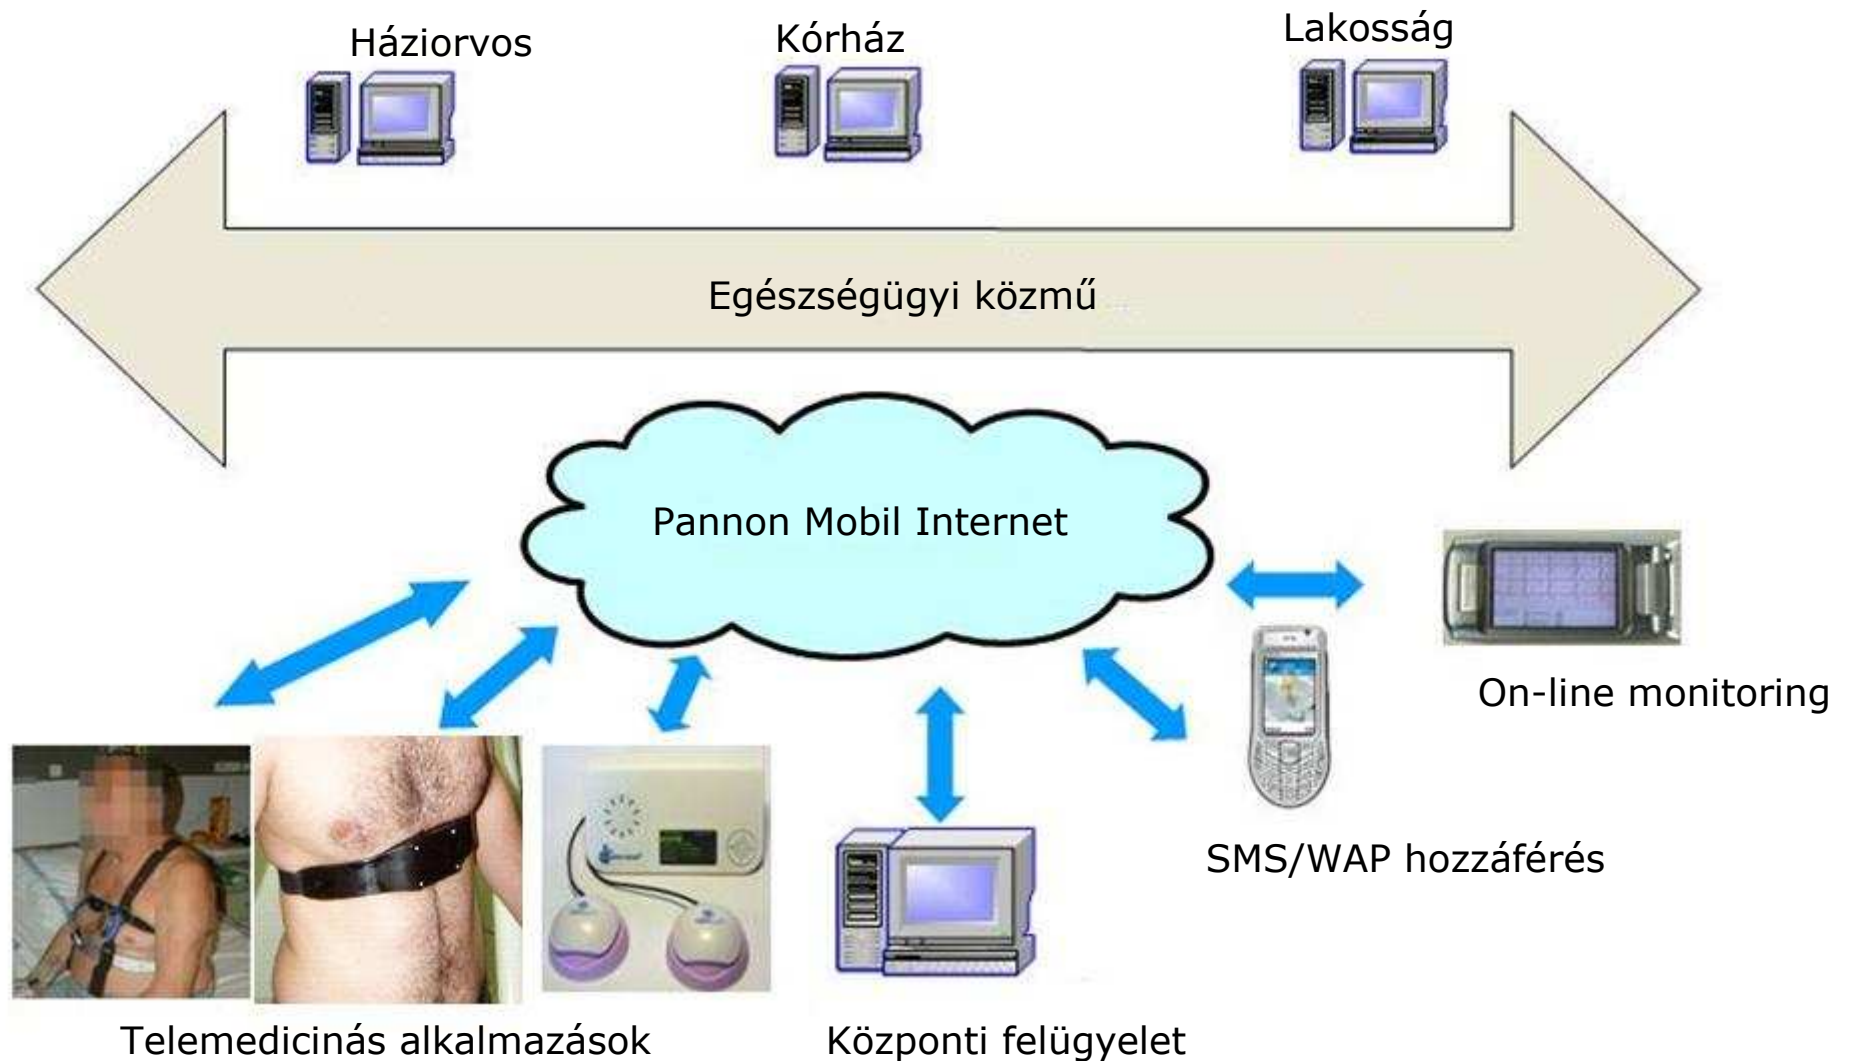 Háziorvos
Kórház
Lakosság
Egészségügyi közmű
Pannon Mobil Internet
On-line monitoring
SMS/WAP hozzáférés
Telemedicinás alkalmazások
Központi felügyelet